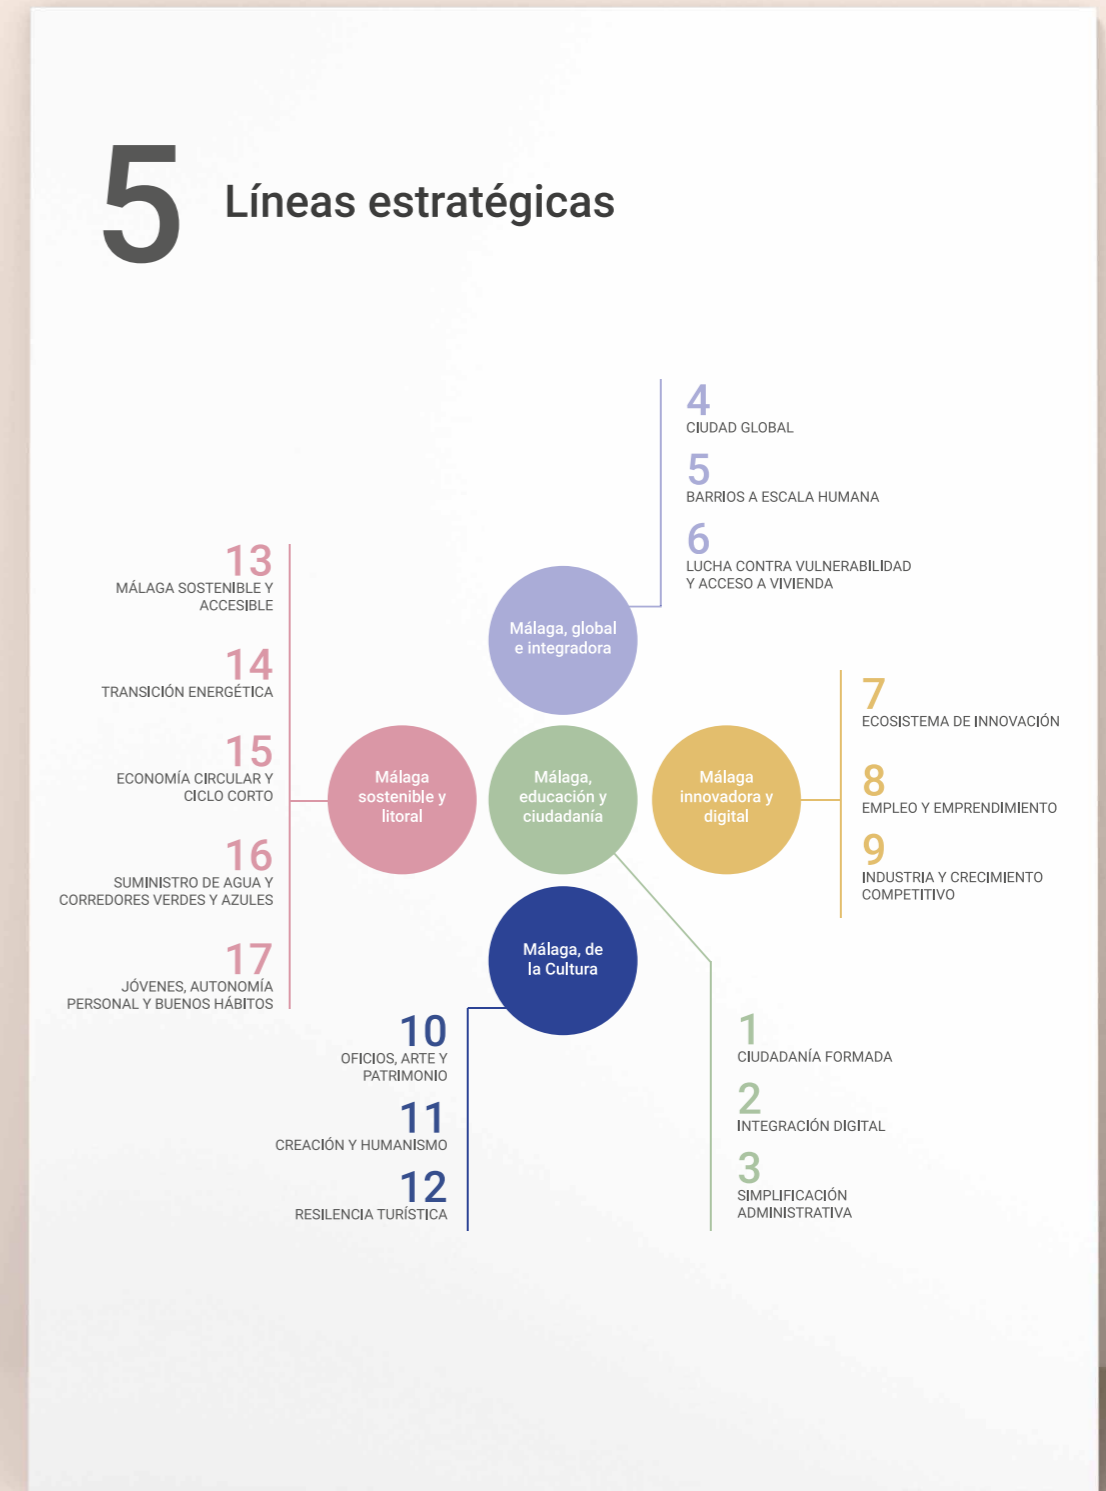 5
Líneas estratégicas
4
CIUDAD GLOBAL
5
BARRIOS A ESCALA HUMANA
6
LUCHA CONTRA VULNERABILIDAD
Y ACCESO A VIVIENDA
13
MÁLAGA SOSTENIBLE Y
ACCESIBLE
14
TRANSICIÓN ENERGÉTICA
15
ECONOMÍA CIRCULAR Y
CICLO CORTO
16
SUMINISTRO DE AGUA Y
CORREDORES VERDES Y AZULES
17
JÓVENES, AUTONOMÍA
PERSONAL Y BUENOS HÁBITOS
Málaga, global
e integradora
Málaga
sostenible y
litoral
Málaga,
educación y
ciudadanía
Málaga
innovadora y
digital
Málaga, de
la Cultura
7
ECOSISTEMA DE INNOVACIÓN
8
EMPLEO Y EMPRENDIMIENTO
9
INDUSTRIA Y CRECIMIENTO
COMPETITIVO
10
OFICIOS, ARTE Y
PATRIMONIO
11
CREACIÓN Y HUMANISMO
12
RESILENCIA TURÍSTICA
1
CIUDADANÍA FORMADA
2
INTEGRACIÓN DIGITAL
3
SIMPLIFICACIÓN
ADMINISTRATIVA